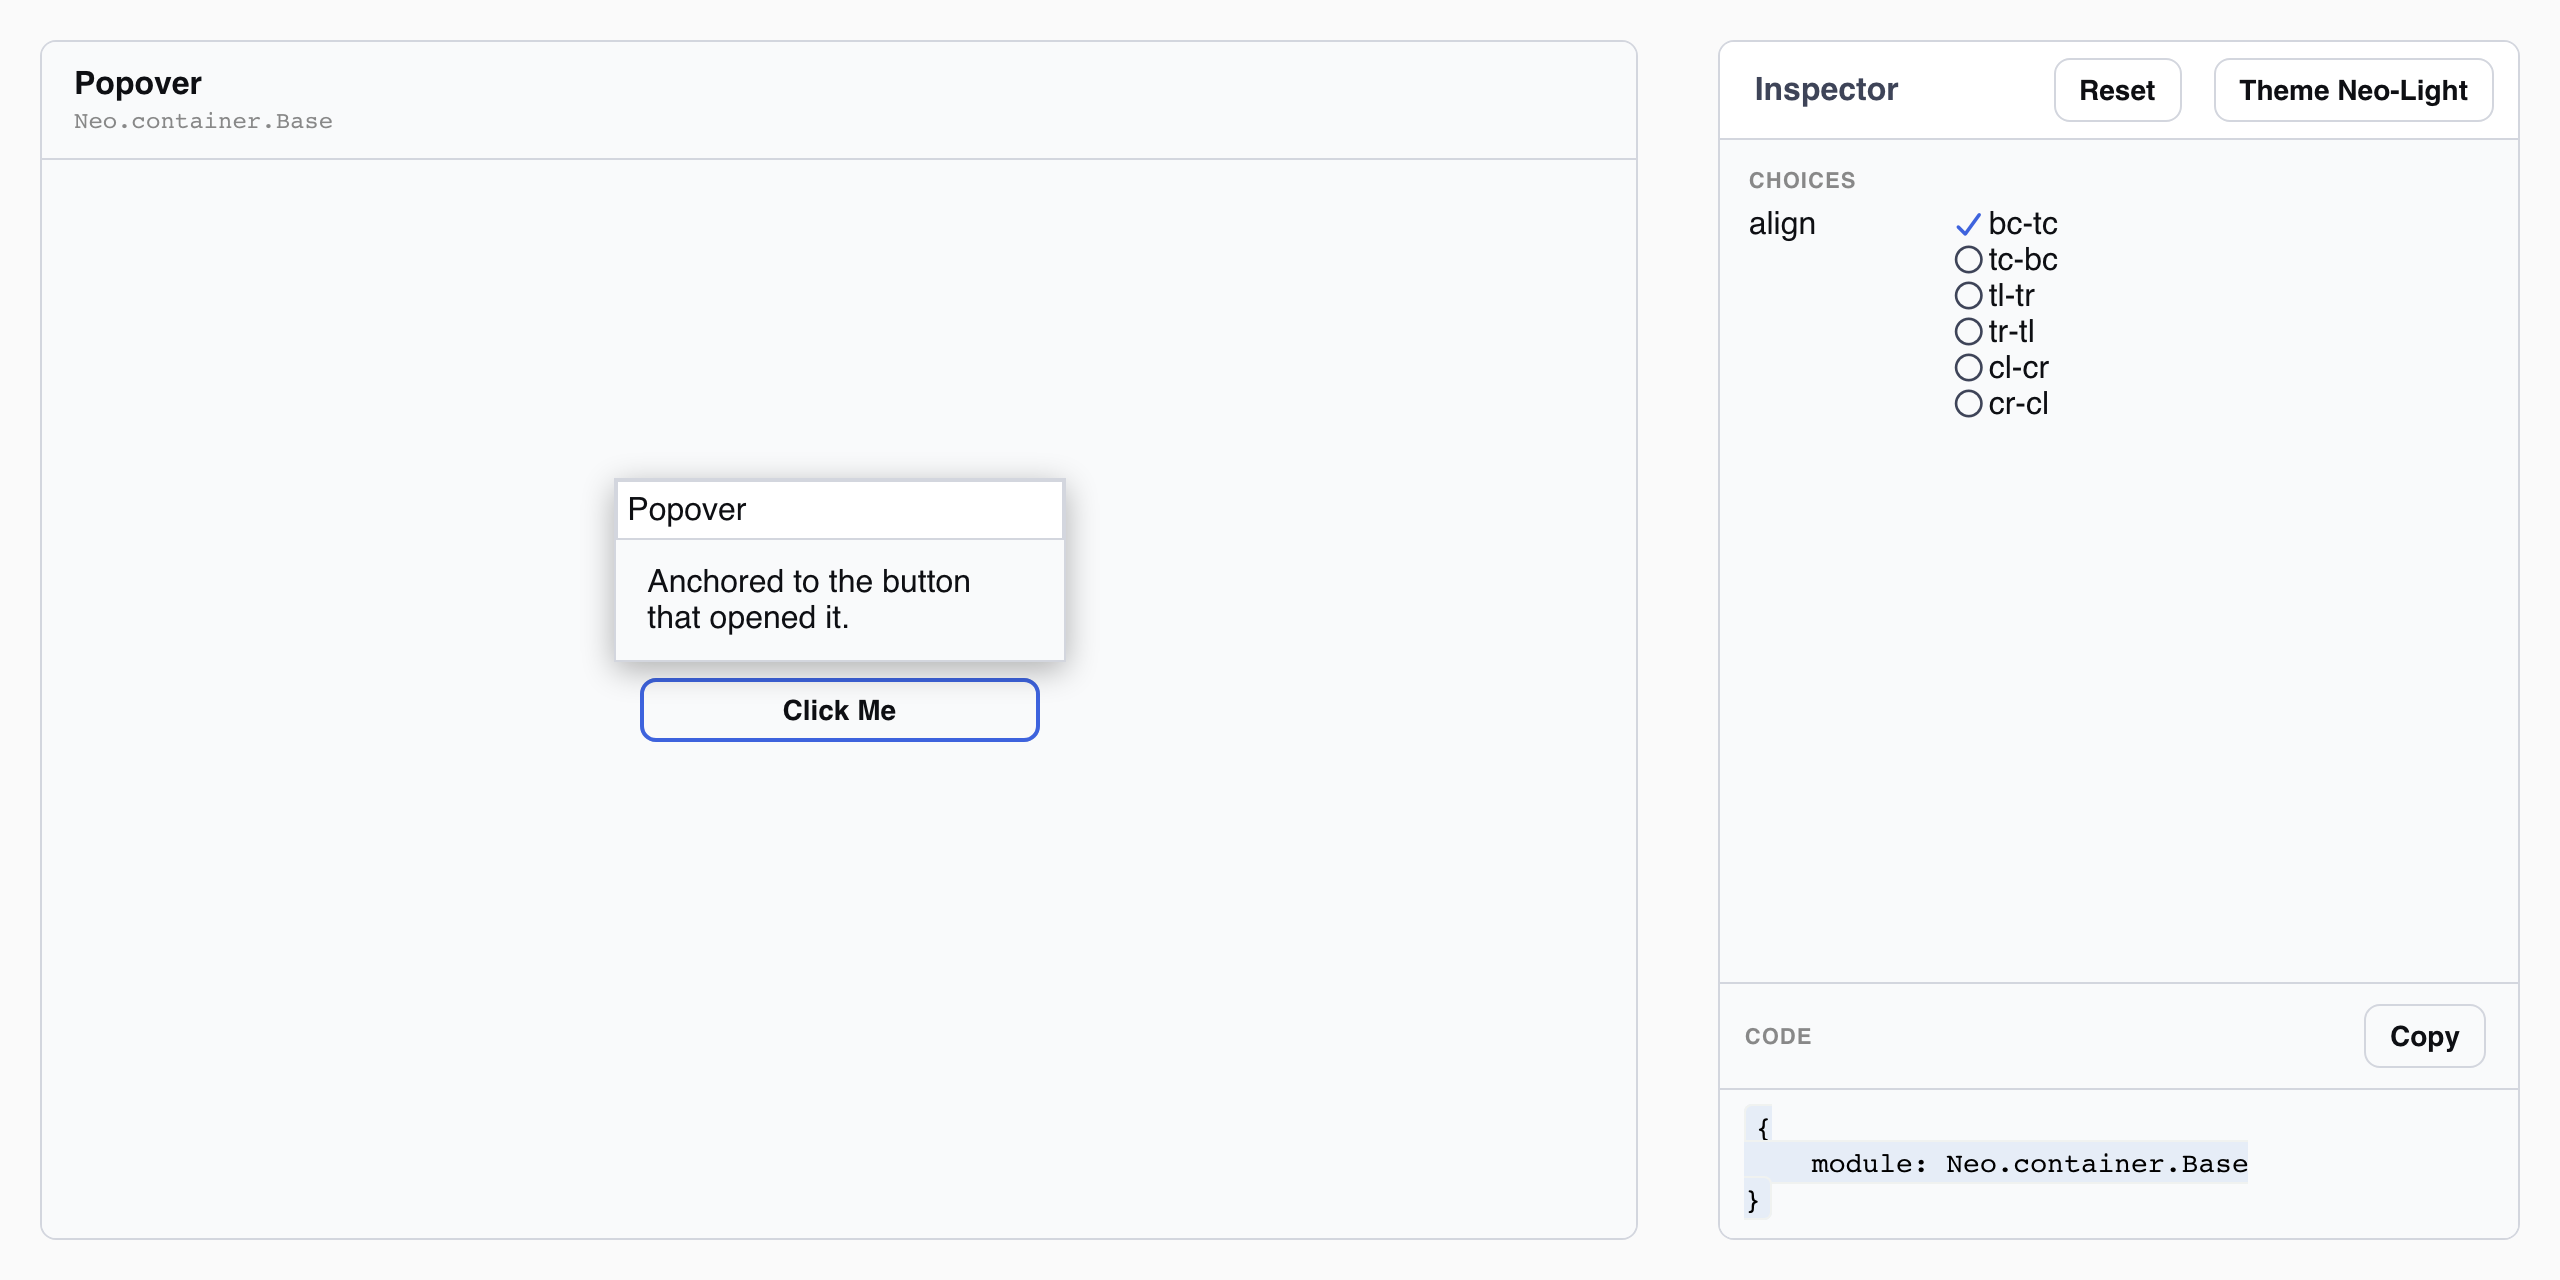 Popover
Neo.container.Base
Popover
Anchored to the button
that opened it.
Click Me
Inspector
Reset
Theme Neo-Light
CHOICES
align
bc-tc
tc-bc
tl-tr
tr-tl
cl-cr
cr-cl
CODE
Copy
{
    module: Neo.container.Base
}